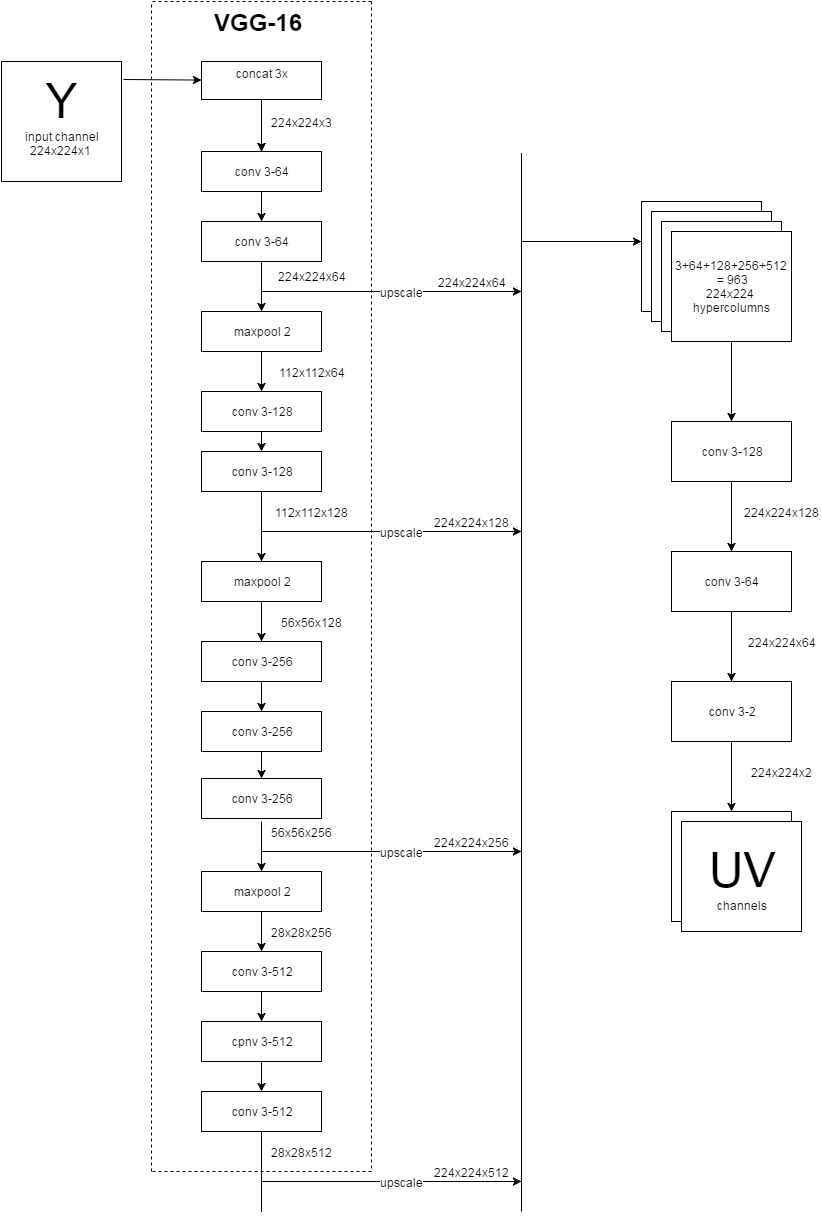 VGG-16
Y
input channel
224x224x1
concat 3x
224x224x3
conv 3-64
conv 3-64
224x224x64
upscale
224x224x64
maxpool 2
112x112x64
conv 3-128
conv 3-128
112x112x128
upscale
224x224x128
maxpool 2
56x56x128
conv 3-256
conv 3-256
conv 3-256
56x56x256
upscale
224x224x256
maxpool 2
28x28x256
conv 3-512
cpnv 3-512
conv 3-512
28x28x512
upscale
224x224x512
3+64+128+256+512
= 963
224x224
hypercolumns
conv 3-128
224x224x128
conv 3-64
224x224x64
conv 3-2
224x224x2
UV
channels